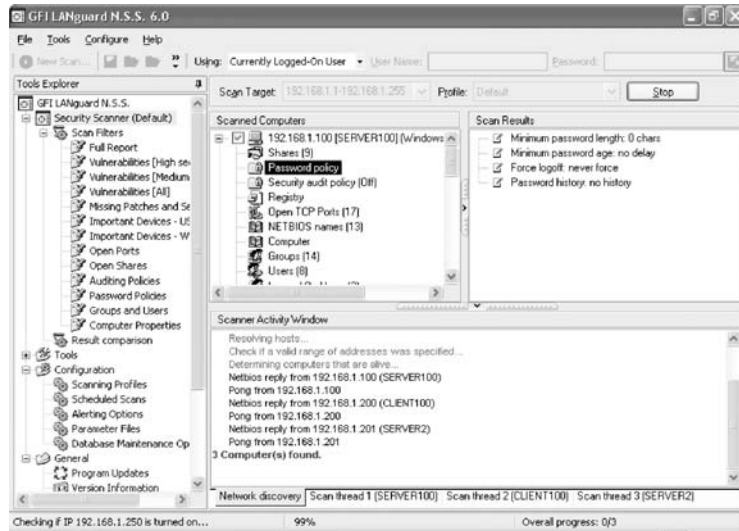 GFI LANguard N.S.S. 6.0
File Tools Configure Help
New Scan... Using: Currently Logged-On User User Name: Password:
Tools Explorer
GFI LANguard N.S.S.
Security Scanner (Default)
Scan Filters
Full Report
Vulnerabilities [High se
Vulnerabilities [Medium
Vulnerabilities [All]
Missing Patches and Se
Important Devices - US
Important Devices - W
Open Ports
Open Shares
Auditing Policies
Password Policies
Groups and Users
Computer Properties
Result comparison
Tools
Configuration
Scanning Profiles
Scheduled Scans
Alerting Options
Parameter Files
Database Maintenance Op
General
Program Updates
Version Information
Scan Target: 192.168.1.1-192.168.1.255 Profile: Default Stop
Scanned Computers
192.168.1.100 [SERVER100] (Windows
Shares (9)
Password policy
Security audit policy (Off)
Registry
Open TCP Ports (17)
NETBIOS names (13)
Computer
Groups (14)
Users (8)
Scan Results
Minimum password length: 0 chars
Minimum password age: no delay
Force logoff: never force
Password history: no history
Scanner Activity Window
Resolving hosts...
Check if a valid range of addresses was specified...
Determining computers that are alive...
Netbios reply from 192.168.1.100 (SERVER100)
Pong from 192.168.1.100
Netbios reply from 192.168.1.200 (CLIENT100)
Pong from 192.168.1.200
Netbios reply from 192.168.1.201 (SERVER2)
Pong from 192.168.1.201
3 Computer(s) found.
Network discovery Scan thread 1 (SERVER100) Scan thread 2 (CLIENT100) Scan thread 3 (SERVER2)
Checking if IP 192.168.1.250 is turned on... 99% Overall progress: 0/3